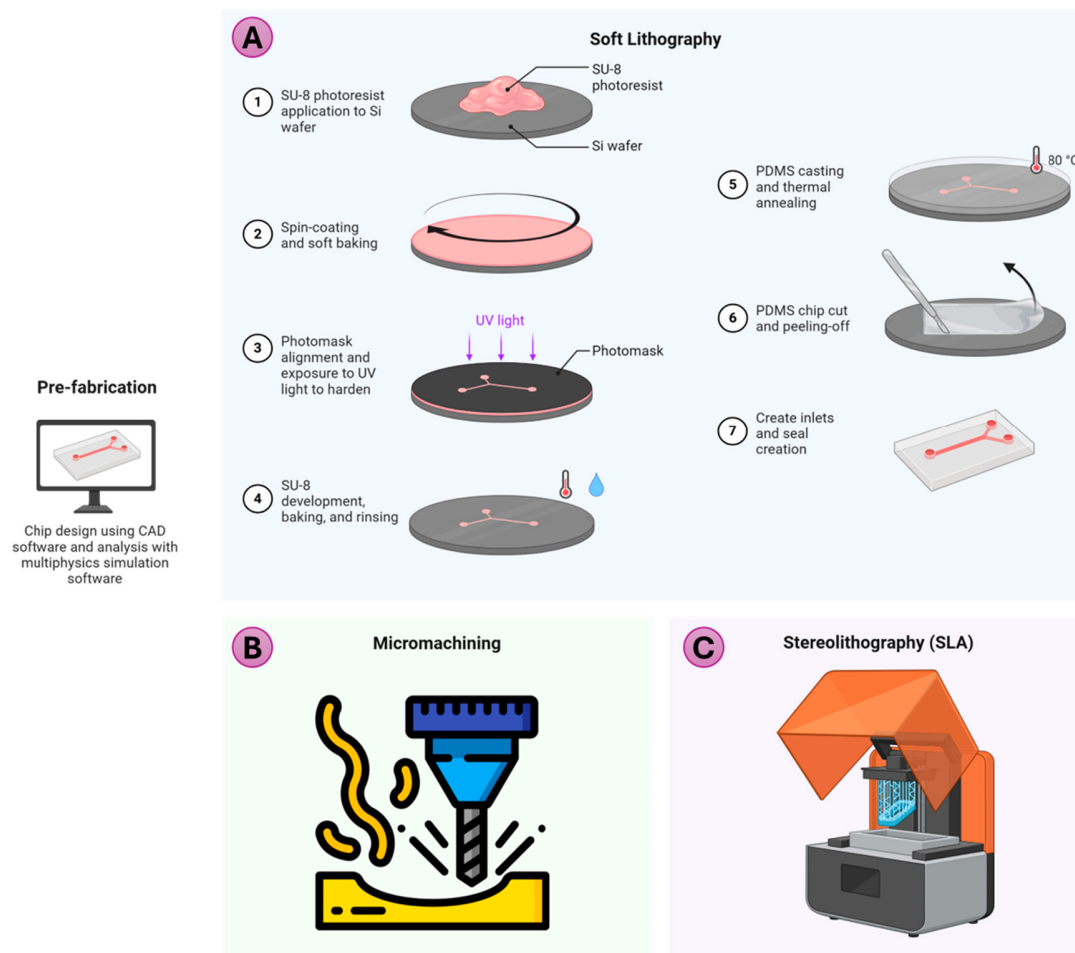 Pre-fabrication
Chip design using CAD
software and analysis with
multiphysics simulation
software
A
Soft Lithography
1
SU-8 photoresist
application to Si
wafer
SU-8
photoresist
Si wafer
2
Spin-coating
and soft baking
3
Photomask
alignment and
exposure to UV
light to harden
UV light
Photomask
4
SU-8
development,
baking, and rinsing
5
PDMS casting
and thermal
annealing
80 °C
6
PDMS chip cut
and peeling-off
7
Create inlets
and seal
creation
B
Micromachining
C
Stereolithography (SLA)